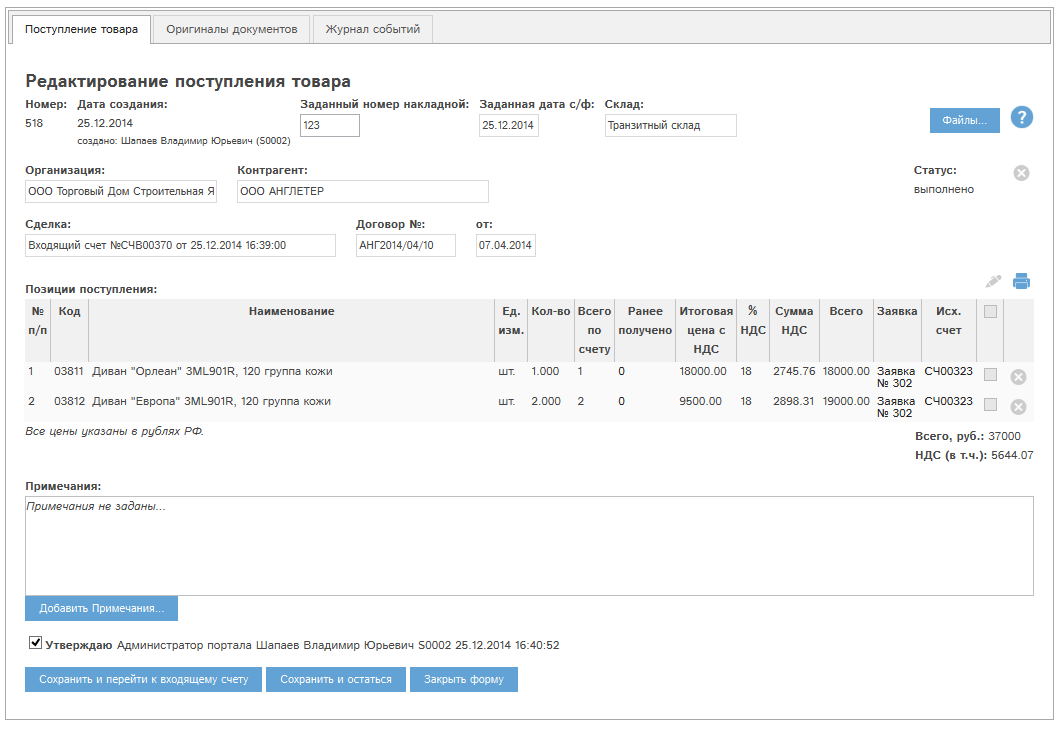 Поступление товара Оригиналы документов Журнал событий
Редактирование поступления товара
Номер: Дата создания: Заданный номер накладной: Заданная дата с/ф: Склад:
518 25.12.2014 123 25.12.2014 Транзитный склад Файлы... ?
создано: Шапаев Владимир Юрьевич (S0002)
Организация: Контрагент: Статус:
ООО Торговый Дом Строительная Я ООО АНГЛЕТЕР выполнено
Сделка: Договор №: от:
Входящий счет №СЧВ00370 от 25.12.2014 16:39:00 АНГ2014/04/10 07.04.2014
Позиции поступления:
№ Код Наименование Ед. Кол-во Всего Ранее Итоговая % Сумма Всего Заявка Исх.
п/п изм. по получено цена с НДС НДС счет
счету НДС
1 03811 Диван "Орлеан" 3ML901R, 120 группа кожи шт. 1.000 1 0 18000.00 18 2745.76 18000.00 Заявка СЧ00323
№ 302
2 03812 Диван "Европа" 3ML901R, 120 группа кожи шт. 2.000 2 0 9500.00 18 2898.31 19000.00 Заявка СЧ00323
№ 302
Все цены указаны в рублях РФ.
Всего, руб.: 37000
НДС (в т.ч.): 5644.07
Примечания:
Примечания не заданы...
Добавить Примечания...
Утверждаю Администратор портала Шапаев Владимир Юрьевич S0002 25.12.2014 16:40:52
Сохранить и перейти к входящему счету Сохранить и остаться Закрыть форму